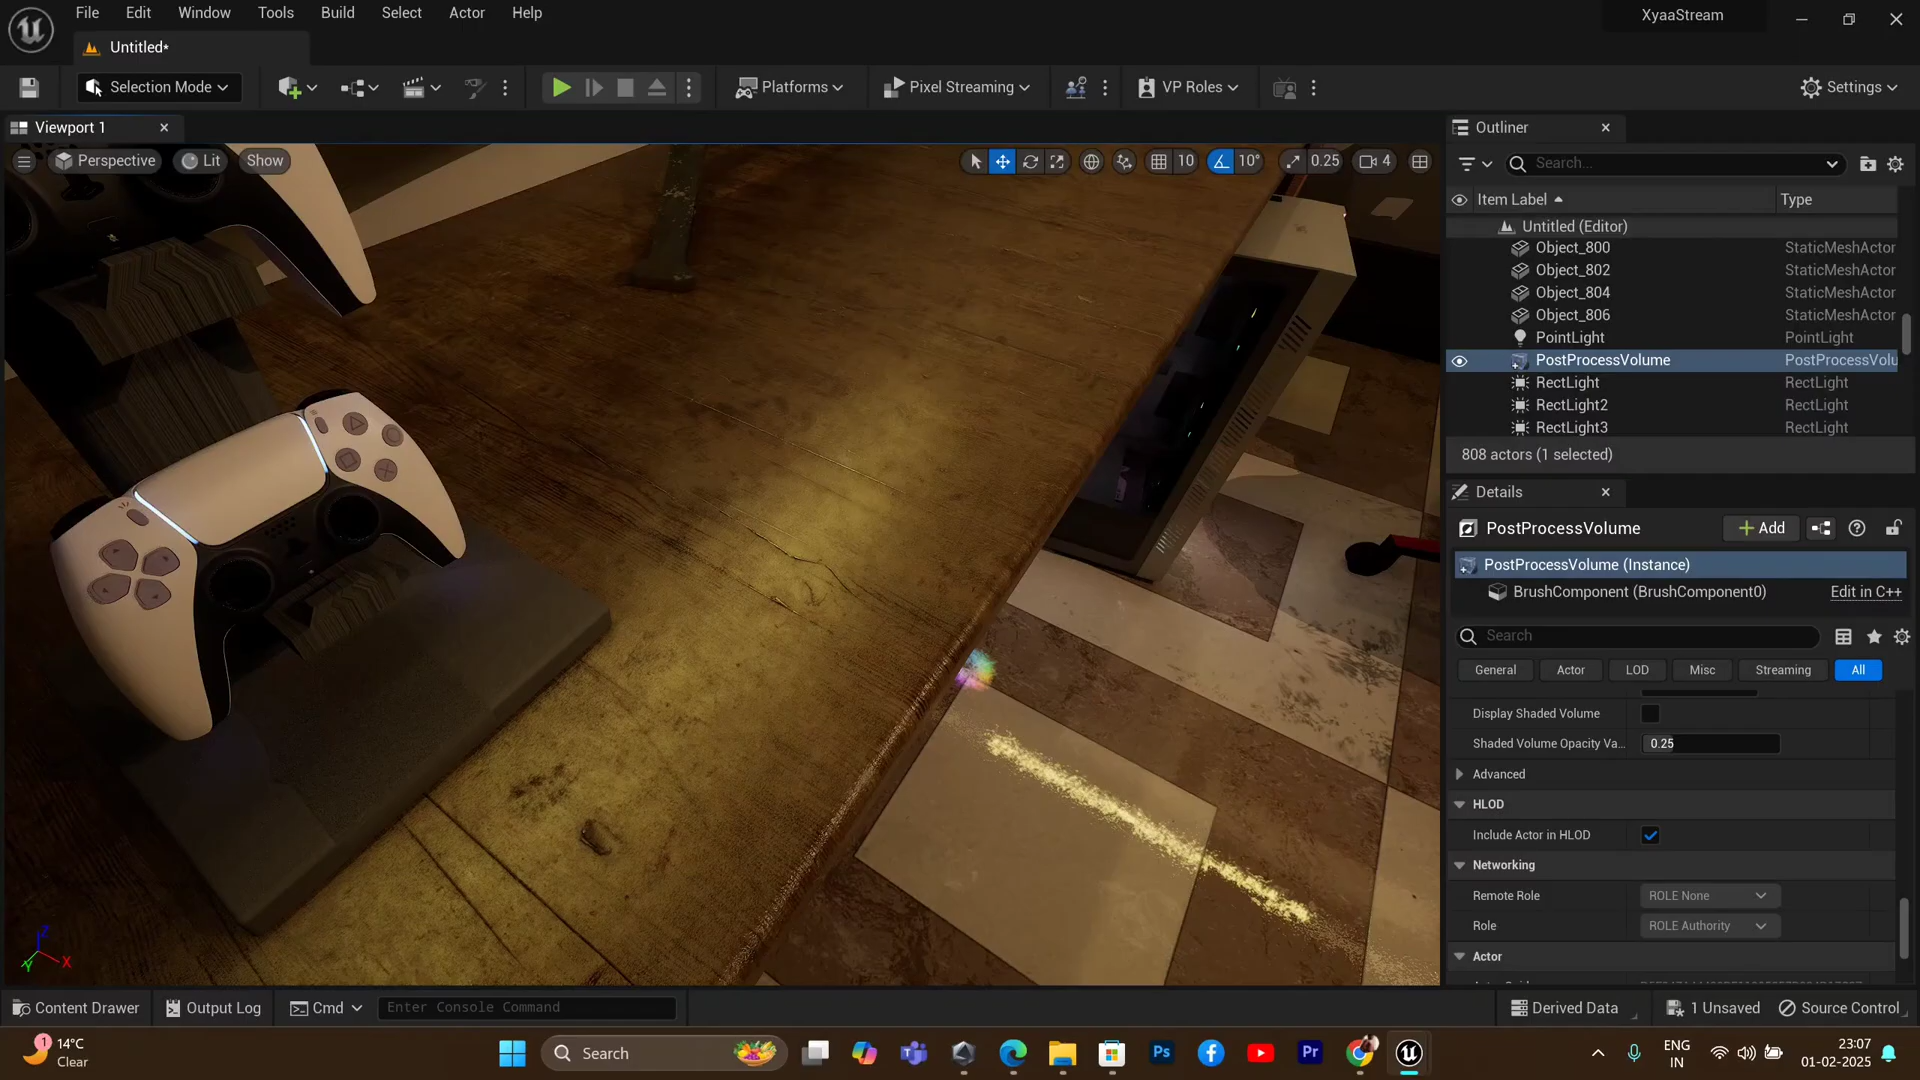 File Edit Window Tools Build Select Actor Help
XyaaStream
Untitled*
Selection Mode
Platforms
Pixel Streaming
VP Roles
Settings
Viewport 1
Perspective
Lit
Show
10
10°
0.25
4
Outliner
Search...
Item Label
Type
Untitled (Editor)
Object_800 StaticMeshActor
Object_802 StaticMeshActor
Object_804 StaticMeshActor
Object_806 StaticMeshActor
PointLight PointLight
PostProcessVolume PostProcessVolu
RectLight RectLight
RectLight2 RectLight
RectLight3 RectLight
808 actors (1 selected)
Details
PostProcessVolume
Add
PostProcessVolume (Instance)
BrushComponent (BrushComponent0) Edit in C++
Search
General Actor LOD Misc Streaming All
Display Shaded Volume
Shaded Volume Opacity Va... 0.25
Advanced
HLOD
Include Actor in HLOD
Networking
Remote Role ROLE None
Role ROLE Authority
Actor
Z
X
Y
Content Drawer
Output Log
Cmd
Enter Console Command
Derived Data
1 Unsaved
Source Control
1
14°C
Clear
Search
Ps
Pr
ENG
IN
23:07
01-02-2025